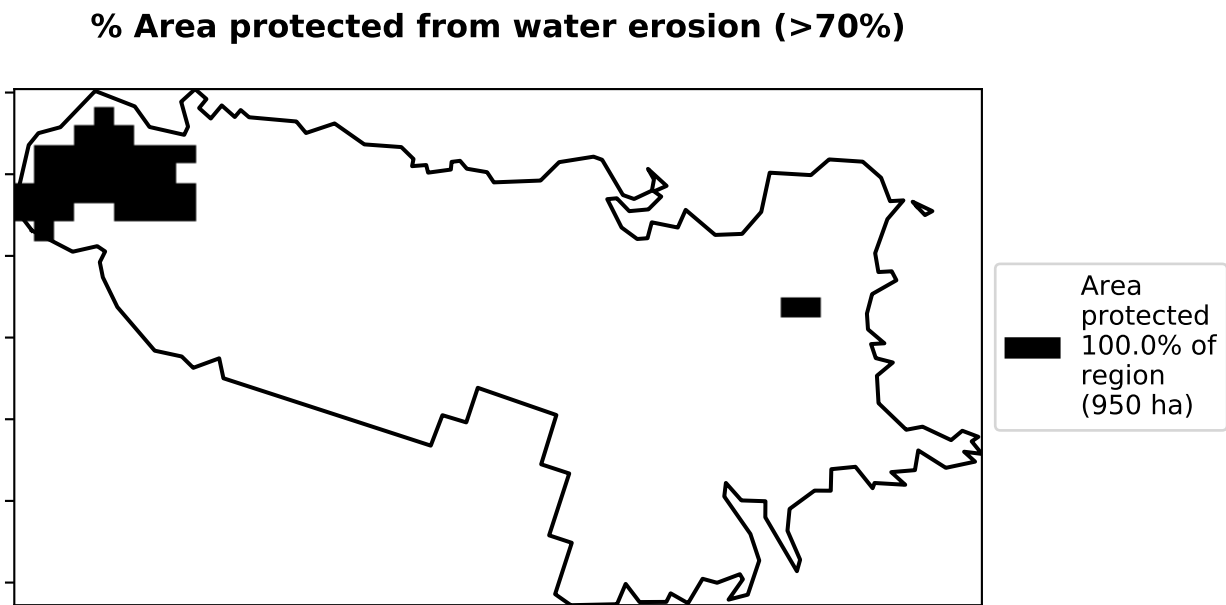 % Area protected from water erosion (>70%)
Area
protected
100.0% of
region
(950 ha)